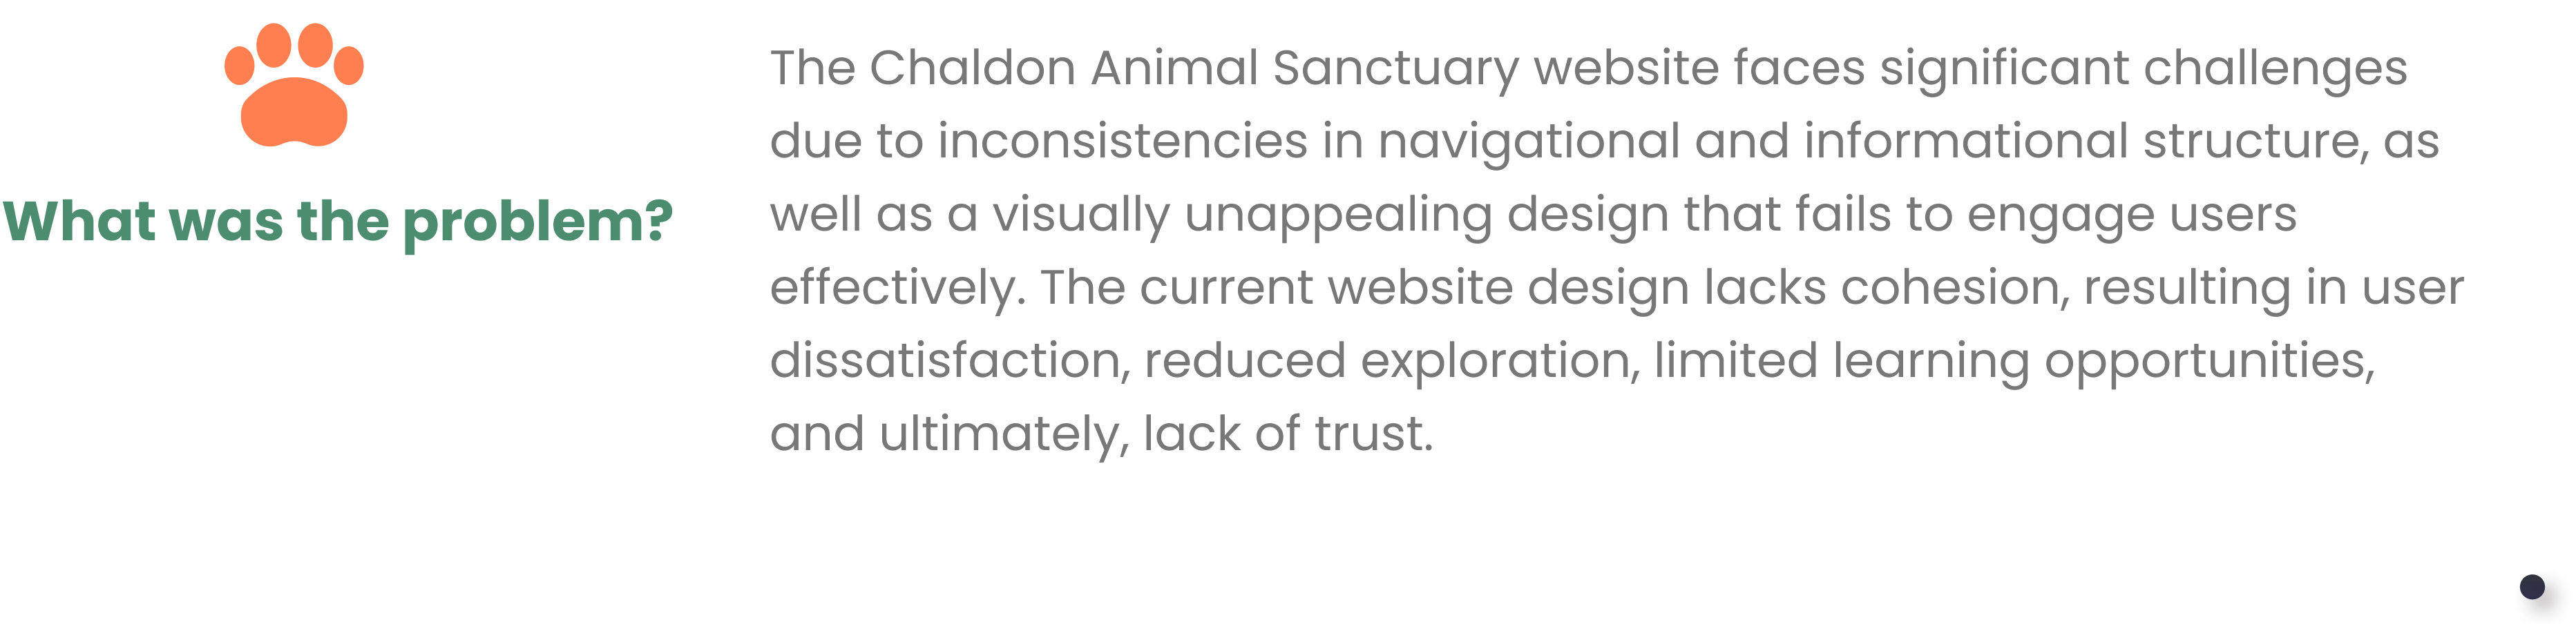 What was the problem?
The Chaldon Animal Sanctuary website faces significant challenges
due to inconsistencies in navigational and informational structure, as
well as a visually unappealing design that fails to engage users
effectively. The current website design lacks cohesion, resulting in user
dissatisfaction, reduced exploration, limited learning opportunities,
and ultimately, lack of trust.